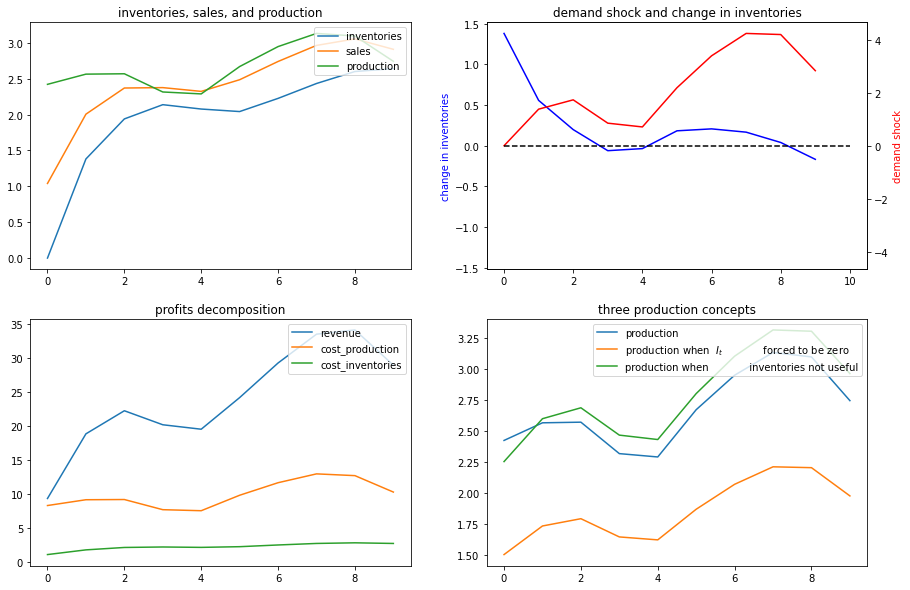 inventories, sales, and production
3.0
2.5
2.0
1.5
1.0
0.5
0.0
0 2 4 6 8
inventories
sales
production
demand shock and change in inventories
change in inventories
1.5
1.0
0.5
0.0
−0.5
−1.0
−1.5
0 2 4 6 8 10
4
2
0
−2
−4
demand shock
profits decomposition
35
30
25
20
15
10
5
0
0 2 4 6 8
revenue
cost_production
cost_inventories
three production concepts
3.25
3.00
2.75
2.50
2.25
2.00
1.75
1.50
0 2 4 6 8
production
production when I_t forced to be zero
production when inventories not useful